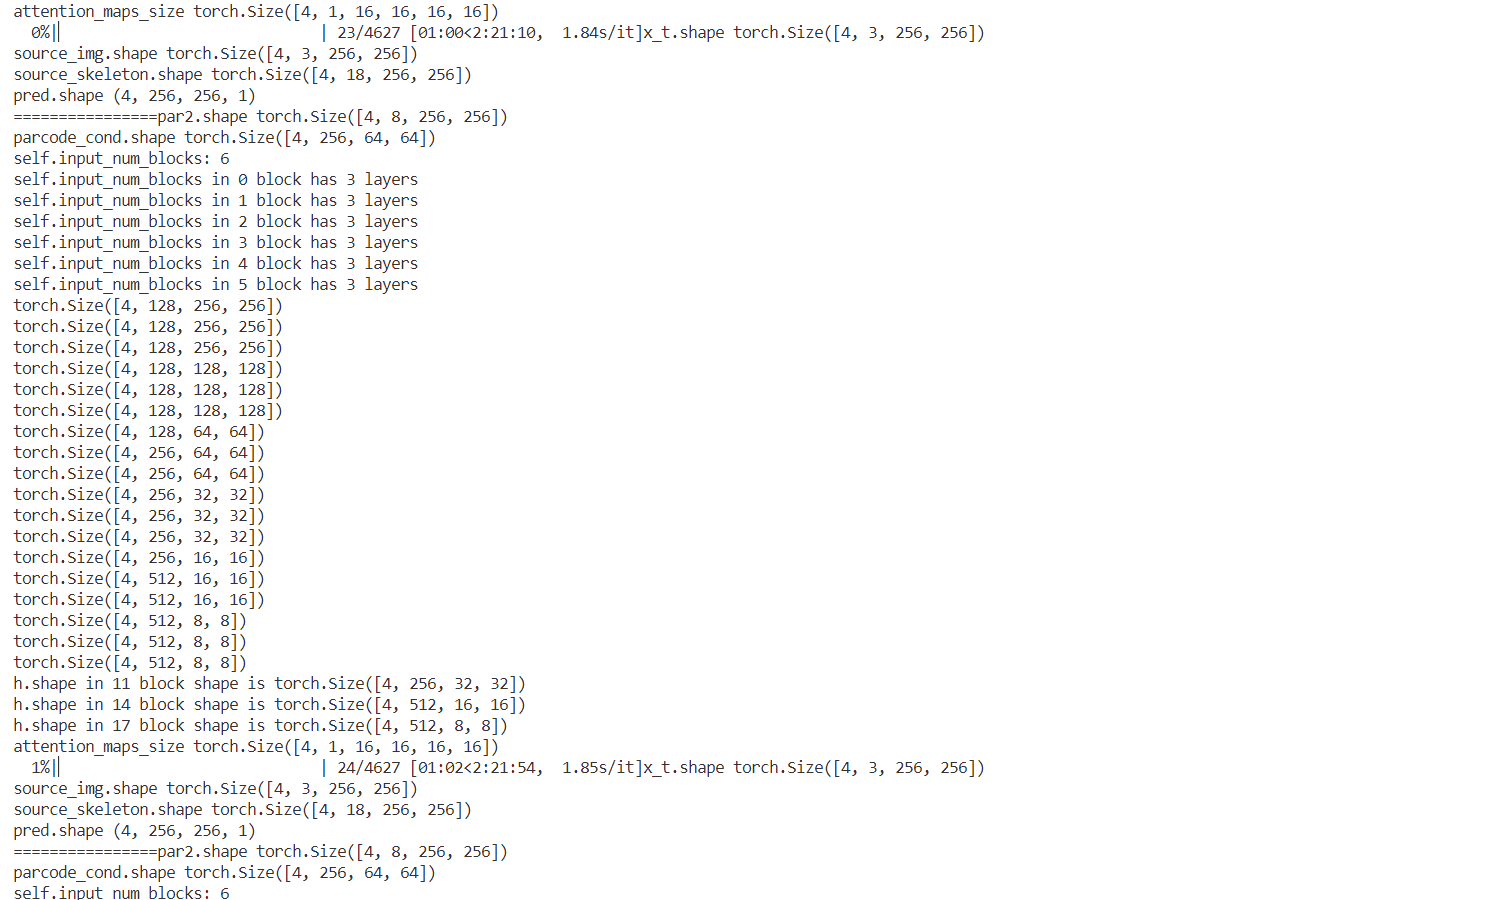 attention_maps_size torch.Size([4, 1, 16, 16, 16, 16])
0%|| | 23/4627 [01:00<2:21:10, 1.84s/it]x_t.shape torch.Size([4, 3, 256, 256])
source_img.shape torch.Size([4, 3, 256, 256])
source_skeleton.shape torch.Size([4, 18, 256, 256])
pred.shape (4, 256, 256, 1)
================par2.shape torch.Size([4, 8, 256, 256])
parcode_cond.shape torch.Size([4, 256, 64, 64])
self.input_num_blocks: 6
self.input_num_blocks in 0 block has 3 layers
self.input_num_blocks in 1 block has 3 layers
self.input_num_blocks in 2 block has 3 layers
self.input_num_blocks in 3 block has 3 layers
self.input_num_blocks in 4 block has 3 layers
self.input_num_blocks in 5 block has 3 layers
torch.Size([4, 128, 256, 256])
torch.Size([4, 128, 256, 256])
torch.Size([4, 128, 256, 256])
torch.Size([4, 128, 128, 128])
torch.Size([4, 128, 128, 128])
torch.Size([4, 128, 128, 128])
torch.Size([4, 128, 64, 64])
torch.Size([4, 256, 64, 64])
torch.Size([4, 256, 64, 64])
torch.Size([4, 256, 32, 32])
torch.Size([4, 256, 32, 32])
torch.Size([4, 256, 32, 32])
torch.Size([4, 256, 16, 16])
torch.Size([4, 512, 16, 16])
torch.Size([4, 512, 16, 16])
torch.Size([4, 512, 8, 8])
torch.Size([4, 512, 8, 8])
torch.Size([4, 512, 8, 8])
h.shape in 11 block shape is torch.Size([4, 256, 32, 32])
h.shape in 14 block shape is torch.Size([4, 512, 16, 16])
h.shape in 17 block shape is torch.Size([4, 512, 8, 8])
attention_maps_size torch.Size([4, 1, 16, 16, 16, 16])
1%|| | 24/4627 [01:02<2:21:54, 1.85s/it]x_t.shape torch.Size([4, 3, 256, 256])
source_img.shape torch.Size([4, 3, 256, 256])
source_skeleton.shape torch.Size([4, 18, 256, 256])
pred.shape (4, 256, 256, 1)
================par2.shape torch.Size([4, 8, 256, 256])
parcode_cond.shape torch.Size([4, 256, 64, 64])
self.input_num_blocks: 6